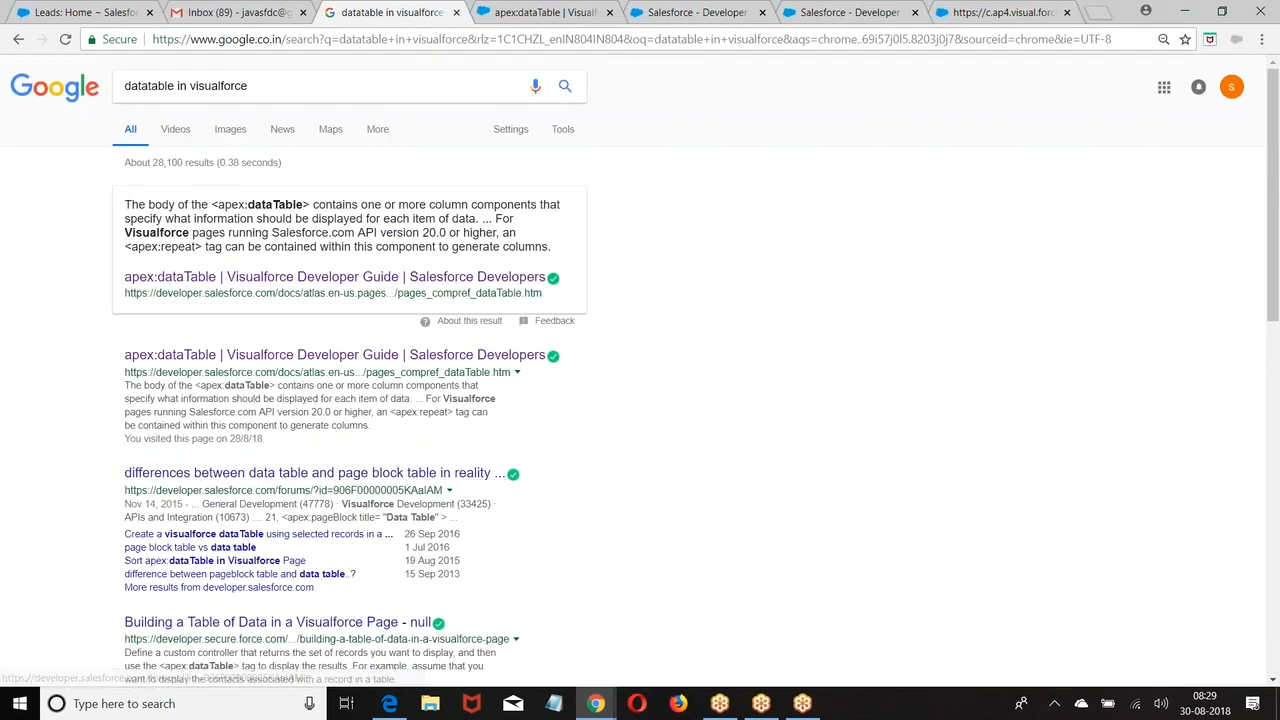 Leads: Home ~ Salesforc
Inbox (89) - javasfdc@g
datatable in visualforce
apex:dataTable | Visualf
Salesforce - Developer
Salesforce - Developer
https://c.ap4.visual.forc
Secure
https://www.google.co.in/search?q=datatable+in+visualforce&rlz=1C1CHZL_enIN804IN804&oq=datatable+in+visualforce&aqs=chrome..69i57j0l5.8203j0j7&sourceid=chrome&ie=UTF-8
Google
datatable in visualforce
S
All Videos Images News Maps More Settings Tools
About 28,100 results (0.38 seconds)
The body of the <apex:dataTable> contains one or more column components that
specify what information should be displayed for each item of data. ... For
Visualforce pages running Salesforce.com API version 20.0 or higher, an
<apex:repeat> tag can be contained within this component to generate columns.
apex:dataTable | Visualforce Developer Guide | Salesforce Developers
https://developer.salesforce.com/docs/atlas.en-us.pages.../pages_compref_dataTable.htm
About this result Feedback
apex:dataTable | Visualforce Developer Guide | Salesforce Developers
https://developer.salesforce.com/docs/atlas.en-us.../pages_compref_dataTable.htm
The body of the <apex:dataTable> contains one or more column components that
specify what information should be displayed for each item of data. ... For Visualforce
pages running Salesforce.com API version 20.0 or higher, an <apex:repeat> tag can
be contained within this component to generate columns.
You visited this page on 28/8/18.
differences between data table and page block table in reality ...
https://developer.salesforce.com/forums/?id=906F00000005KAaIAM
Nov 14, 2015 - ... General Development (47778) · Visualforce Development (33425) ·
APIs and Integration (10673) .... 21, <apex:pageBlock title= "Data Table" > ...
Create a visualforce dataTable using selected records in a ... 26 Sep 2016
page block table vs data table 1 Jul 2016
Sort apex:dataTable in Visualforce Page 19 Aug 2015
difference between pageblock table and data table..? 15 Sep 2013
More results from developer.salesforce.com
Building a Table of Data in a Visualforce Page - null
https://developer.secure.force.com/.../building-a-table-of-data-in-a-visualforce-page
Define a custom controller that returns the set of records you want to display, and then
use the <apex:dataTable> tag to display the results. For example, assume that you
want to display the contacts associated with a record in a table.
Type here to search
08:29
30-08-2018